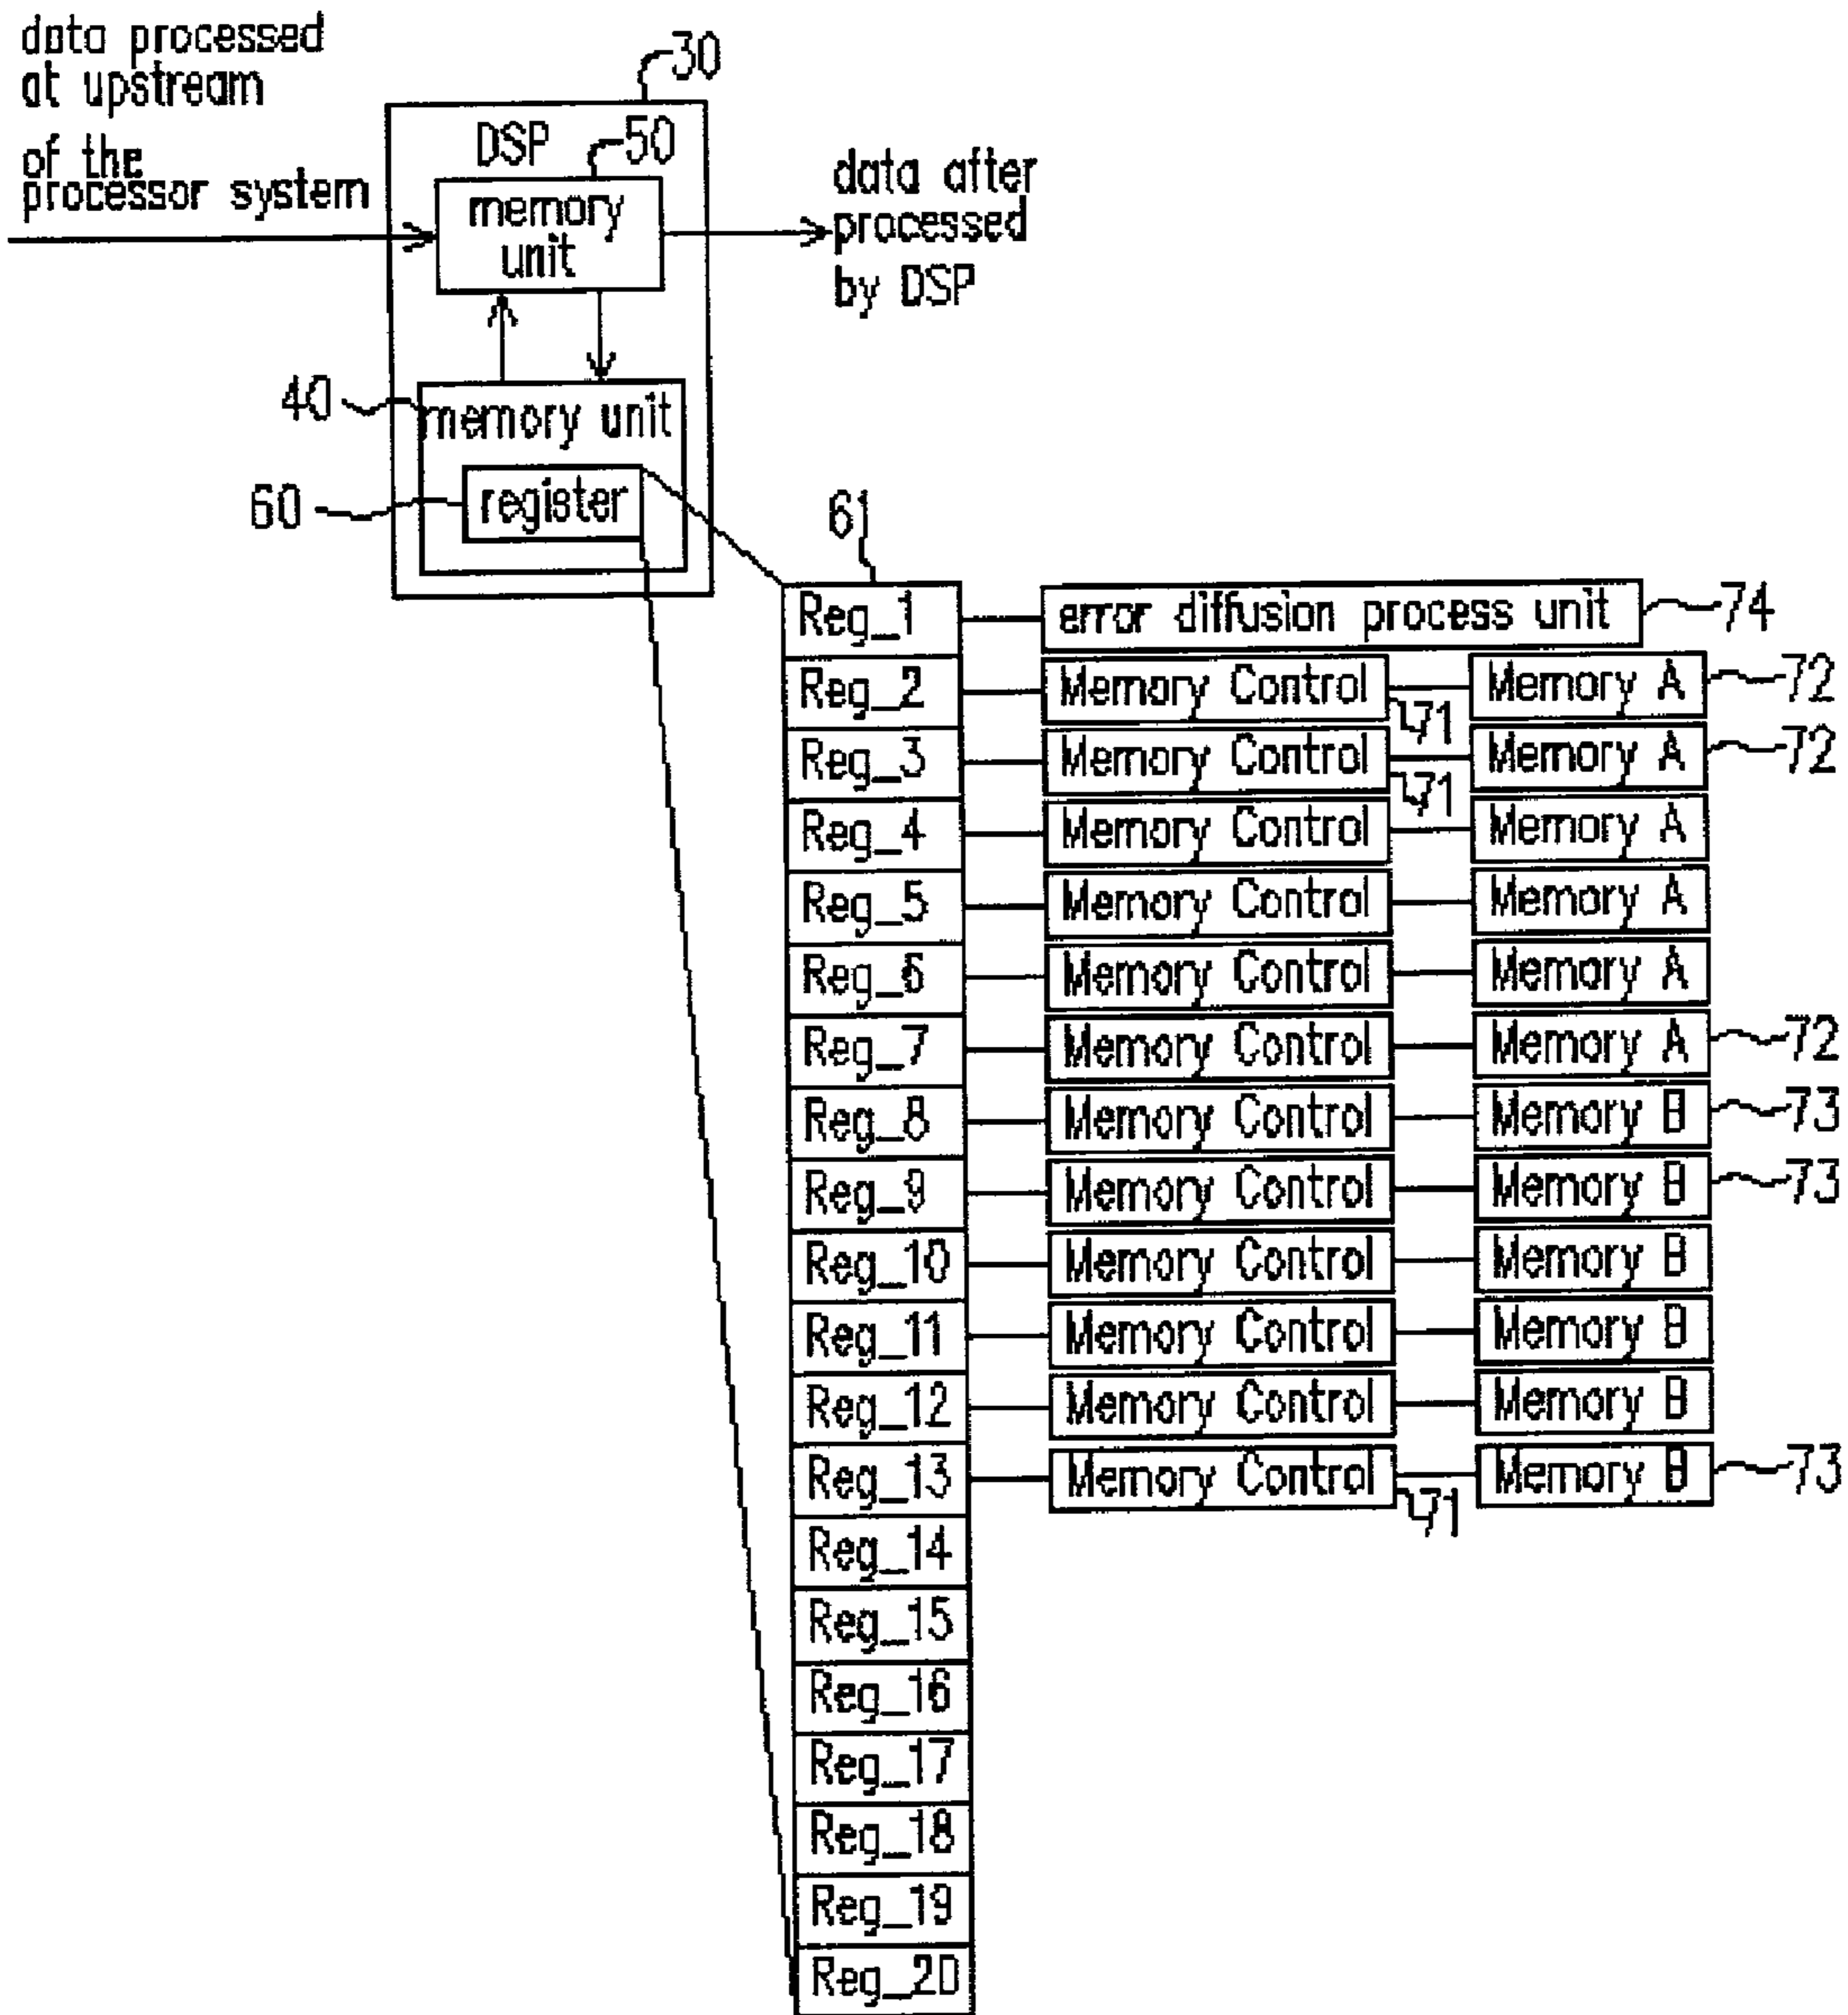 data processed
at upstream
of the
processor system
30
DSP
50
memory
unit
data after
processed
by DSP
40
memory unit
60
register
61
Reg_1 error diffusion process unit 74
Reg_2 Memory Control 71 Memory A 72
Reg_3 Memory Control 71 Memory A 72
Reg_4 Memory Control Memory A
Reg_5 Memory Control Memory A
Reg_6 Memory Control Memory A
Reg_7 Memory Control Memory A 72
Reg_8 Memory Control Memory B 73
Reg_9 Memory Control Memory B 73
Reg_10 Memory Control Memory B
Reg_11 Memory Control Memory B
Reg_12 Memory Control Memory B
Reg_13 Memory Control 71 Memory B 73
Reg_14
Reg_15
Reg_16
Reg_17
Reg_18
Reg_19
Reg_20